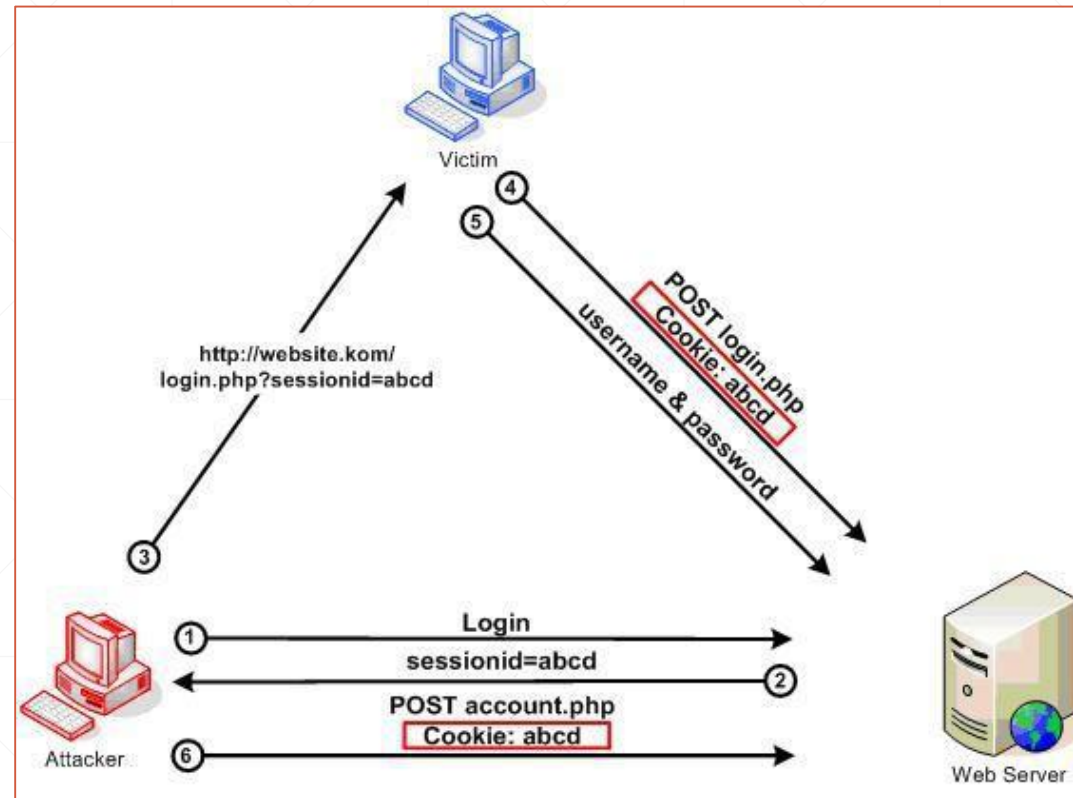 Victim
4
5
POST login.php
Cookie: abcd
username & password
http://website.kom/
login.php?sessionid=abcd
3
1
Login
sessionid=abcd
2
POST account.php
Cookie: abcd
6
Attacker
Web Server